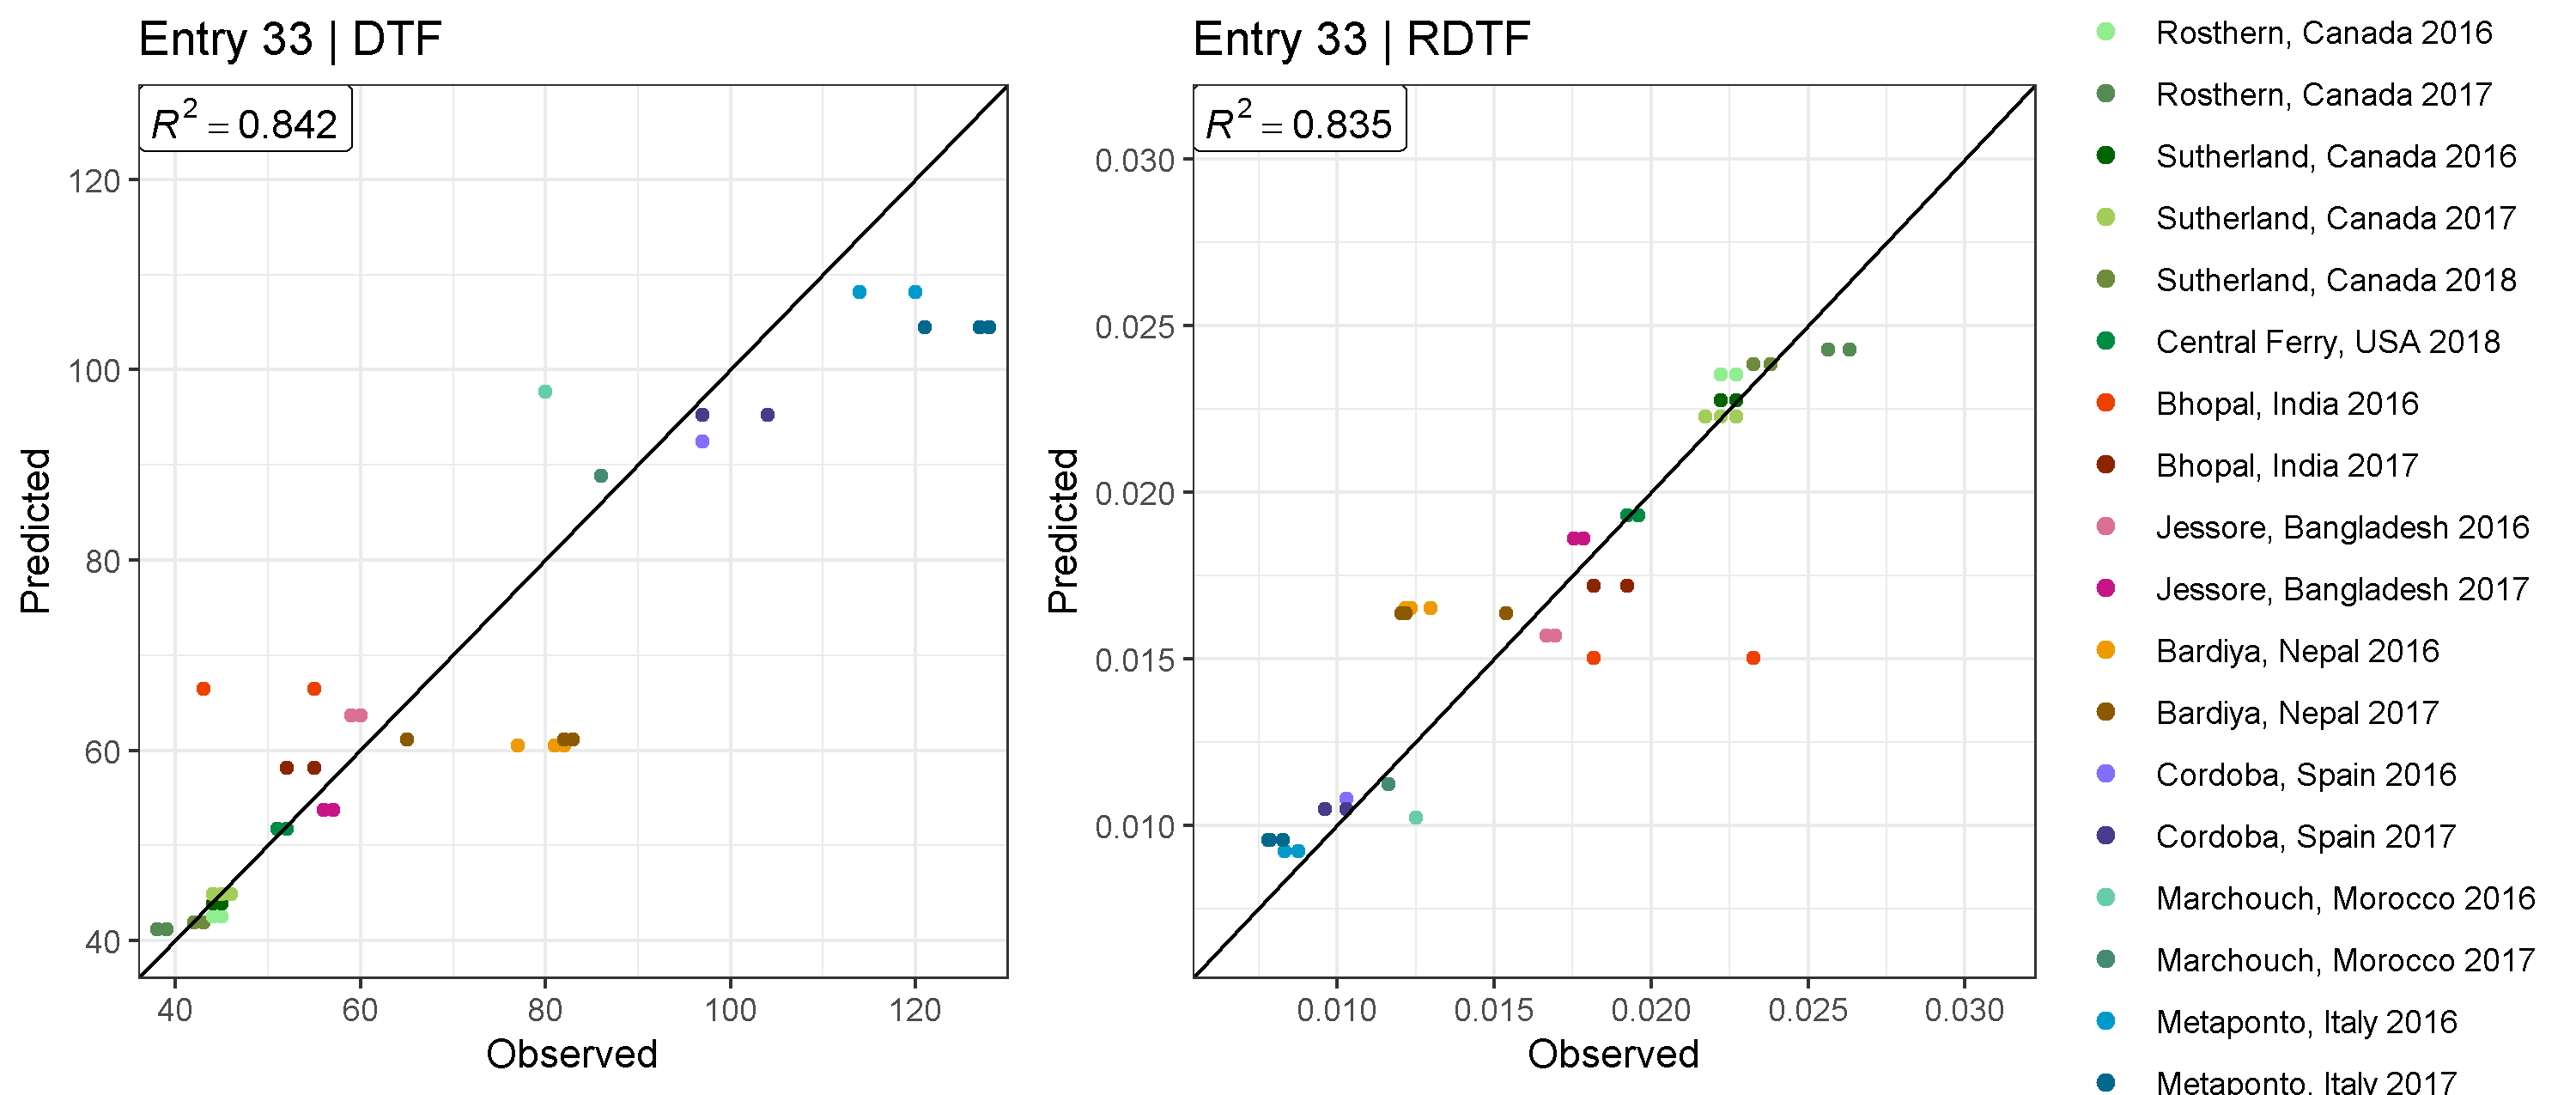 Entry 33 | DTF
R² = 0.842
120
100
80
60
40
40 60 80 100 120
Predicted
Observed
Entry 33 | RDTF
R² = 0.835
0.030
0.025
0.020
0.015
0.010
0.010 0.015 0.020 0.025 0.030
Predicted
Observed
Rosthern, Canada 2016
Rosthern, Canada 2017
Sutherland, Canada 2016
Sutherland, Canada 2017
Sutherland, Canada 2018
Central Ferry, USA 2018
Bhopal, India 2016
Bhopal, India 2017
Jessore, Bangladesh 2016
Jessore, Bangladesh 2017
Bardiya, Nepal 2016
Bardiya, Nepal 2017
Cordoba, Spain 2016
Cordoba, Spain 2017
Marchouch, Morocco 2016
Marchouch, Morocco 2017
Metaponto, Italy 2016
Metaponto, Italy 2017